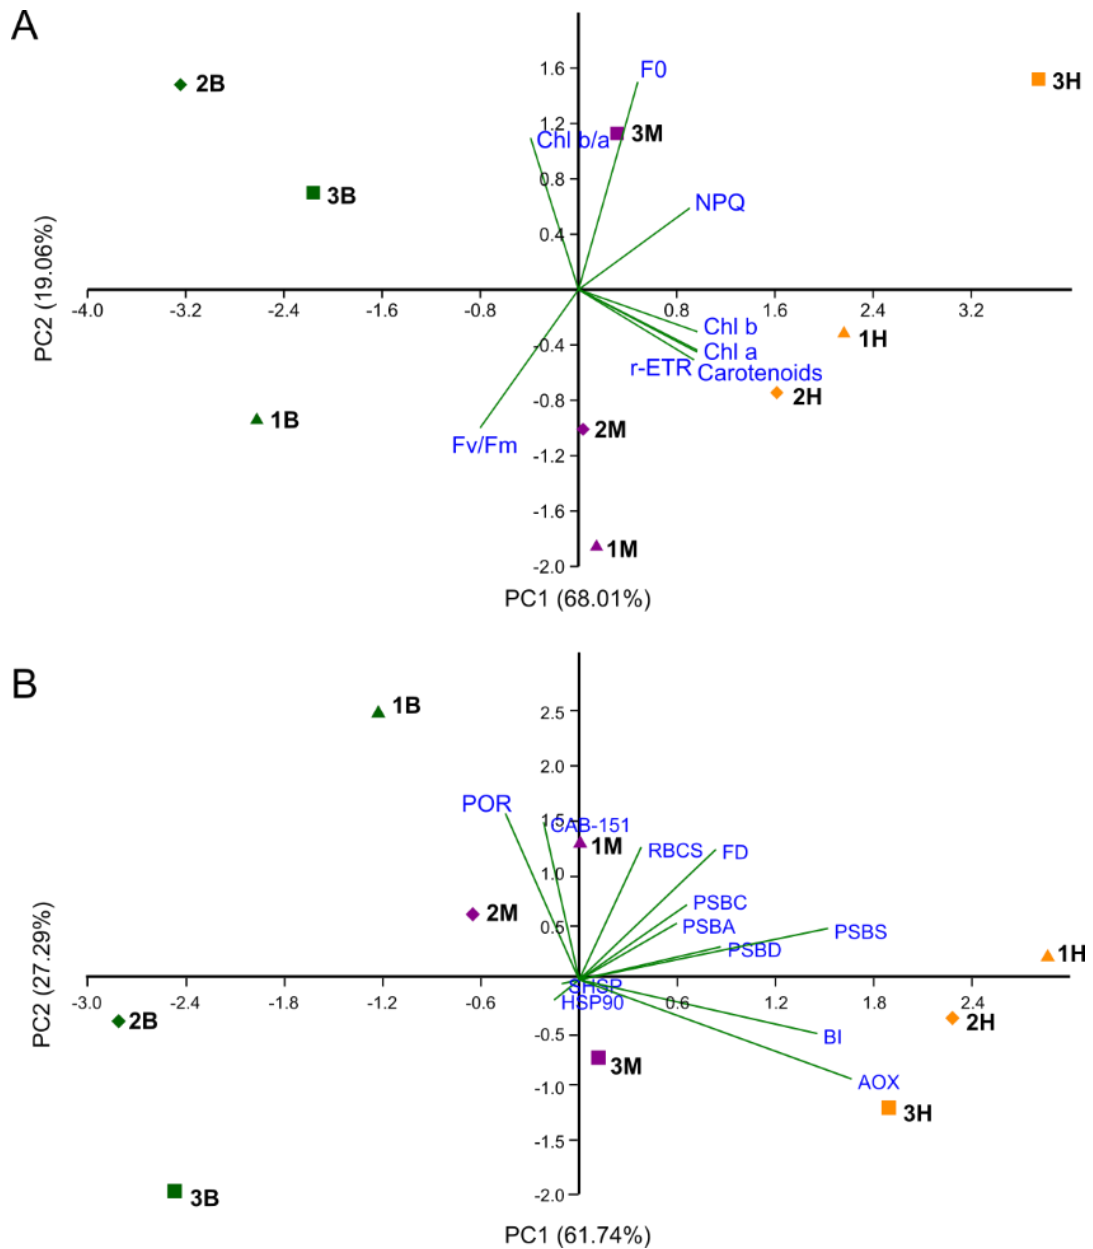 A
1.6
F0
3H
2B
1.2
3M
Chl b/a
0.8
3B
NPQ
0.4
PC2 (19.06%)
-4.0 -3.2 -2.4 -1.6 -0.8 0.8 1.6 2.4 3.2
Chl b
1H
-0.4
Chl a
r-ETR Carotenoids
2H
-0.8
1B
2M
Fv/Fm
-1.2
-1.6
1M
-2.0
PC1 (68.01%)
B
1B
2.5
2.0
POR
1.5
CAB-151
1M
RBCS FD
1.0
PSBC
2M
0.5
PSBA
PSBS
PSBD
1H
PC2 (27.29%)
SHSP
-3.0 -2.4 -1.8 -1.2 -0.6 0.6 1.2 1.8 2.4
HSP90
2B
2H
-0.5
BI
3M
AOX
-1.0
3H
-1.5
3B
-2.0
PC1 (61.74%)